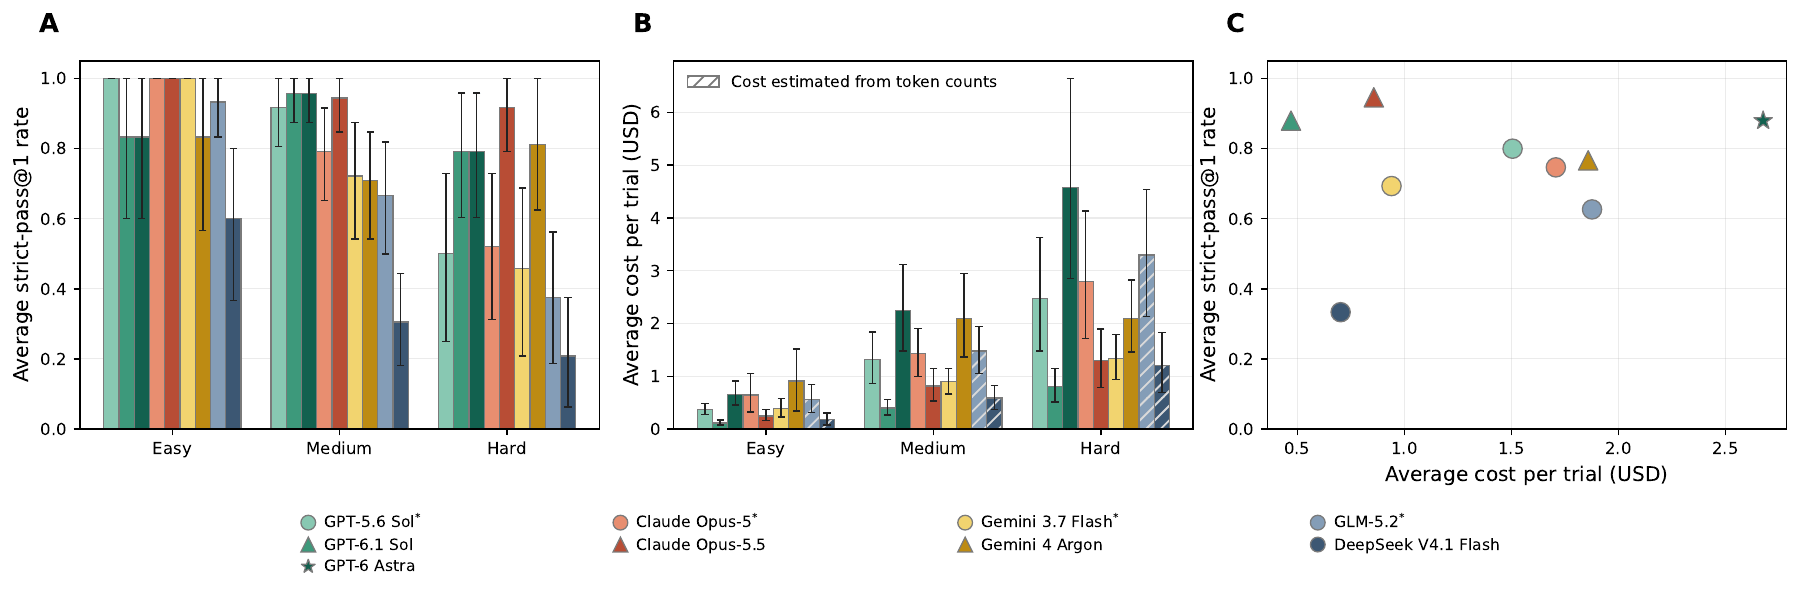 A
Average strict-pass@1 rate
1.0
0.8
0.6
0.4
0.2
0.0
Easy Medium Hard
B
Cost estimated from token counts
Average cost per trial (USD)
6
5
4
3
2
1
0
Easy Medium Hard
C
Average strict-pass@1 rate
1.0
0.8
0.6
0.4
0.2
0.0
0.5 1.0 1.5 2.0 2.5
Average cost per trial (USD)
GPT-5.6 Sol*
GPT-6.1 Sol
GPT-6 Astra
Claude Opus-5*
Claude Opus-5.5
Gemini 3.7 Flash*
Gemini 4 Argon
GLM-5.2*
DeepSeek V4.1 Flash